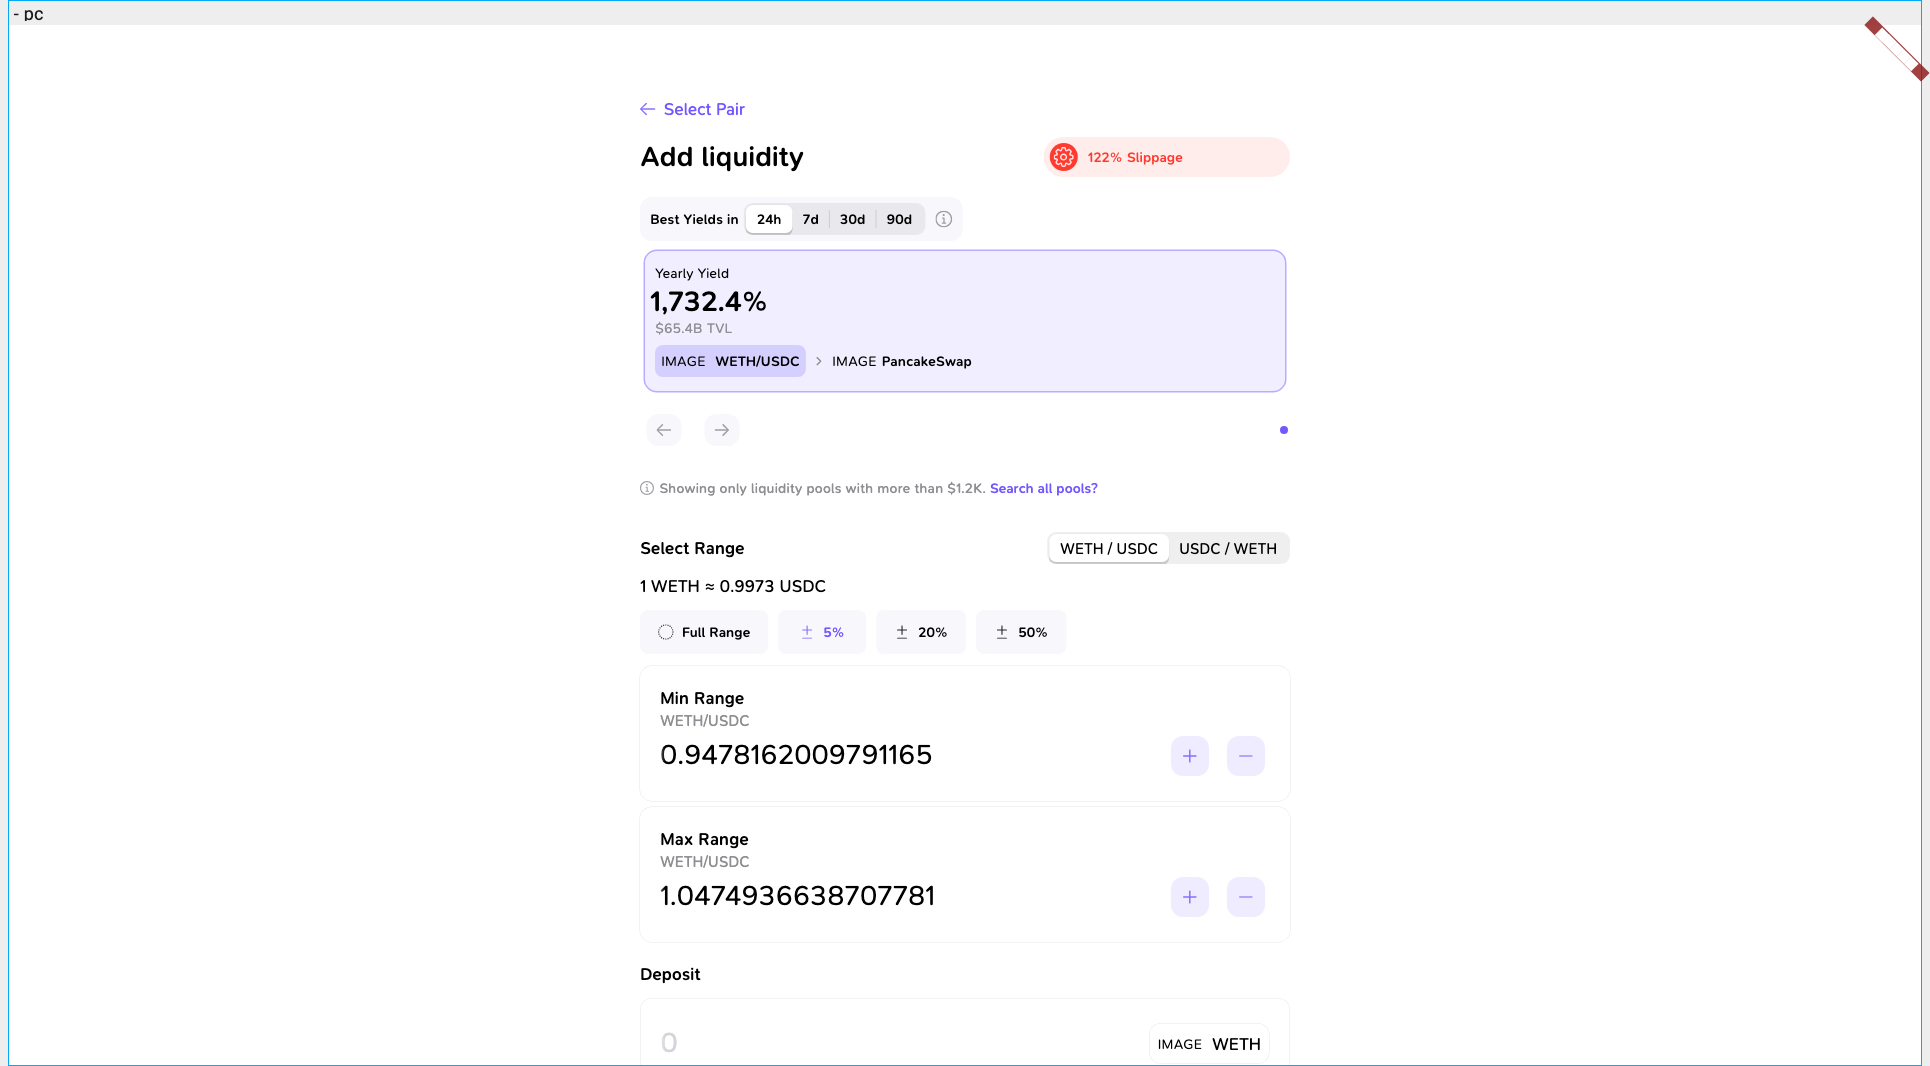 - pc
Select Pair
Add liquidity
122% Slippage
Best Yields in 24h 7d 30d 90d
Yearly Yield
1,732.4%
$65.4B TVL
IMAGE WETH/USDC > IMAGE PancakeSwap
Showing only liquidity pools with more than $1.2K. Search all pools?
Select Range
WETH / USDC USDC / WETH
1 WETH ≈ 0.9973 USDC
Full Range ± 5% ± 20% ± 50%
Min Range
WETH/USDC
0.9478162009791165
+ −
Max Range
WETH/USDC
1.0474936638707781
+ −
Deposit
0
IMAGE WETH